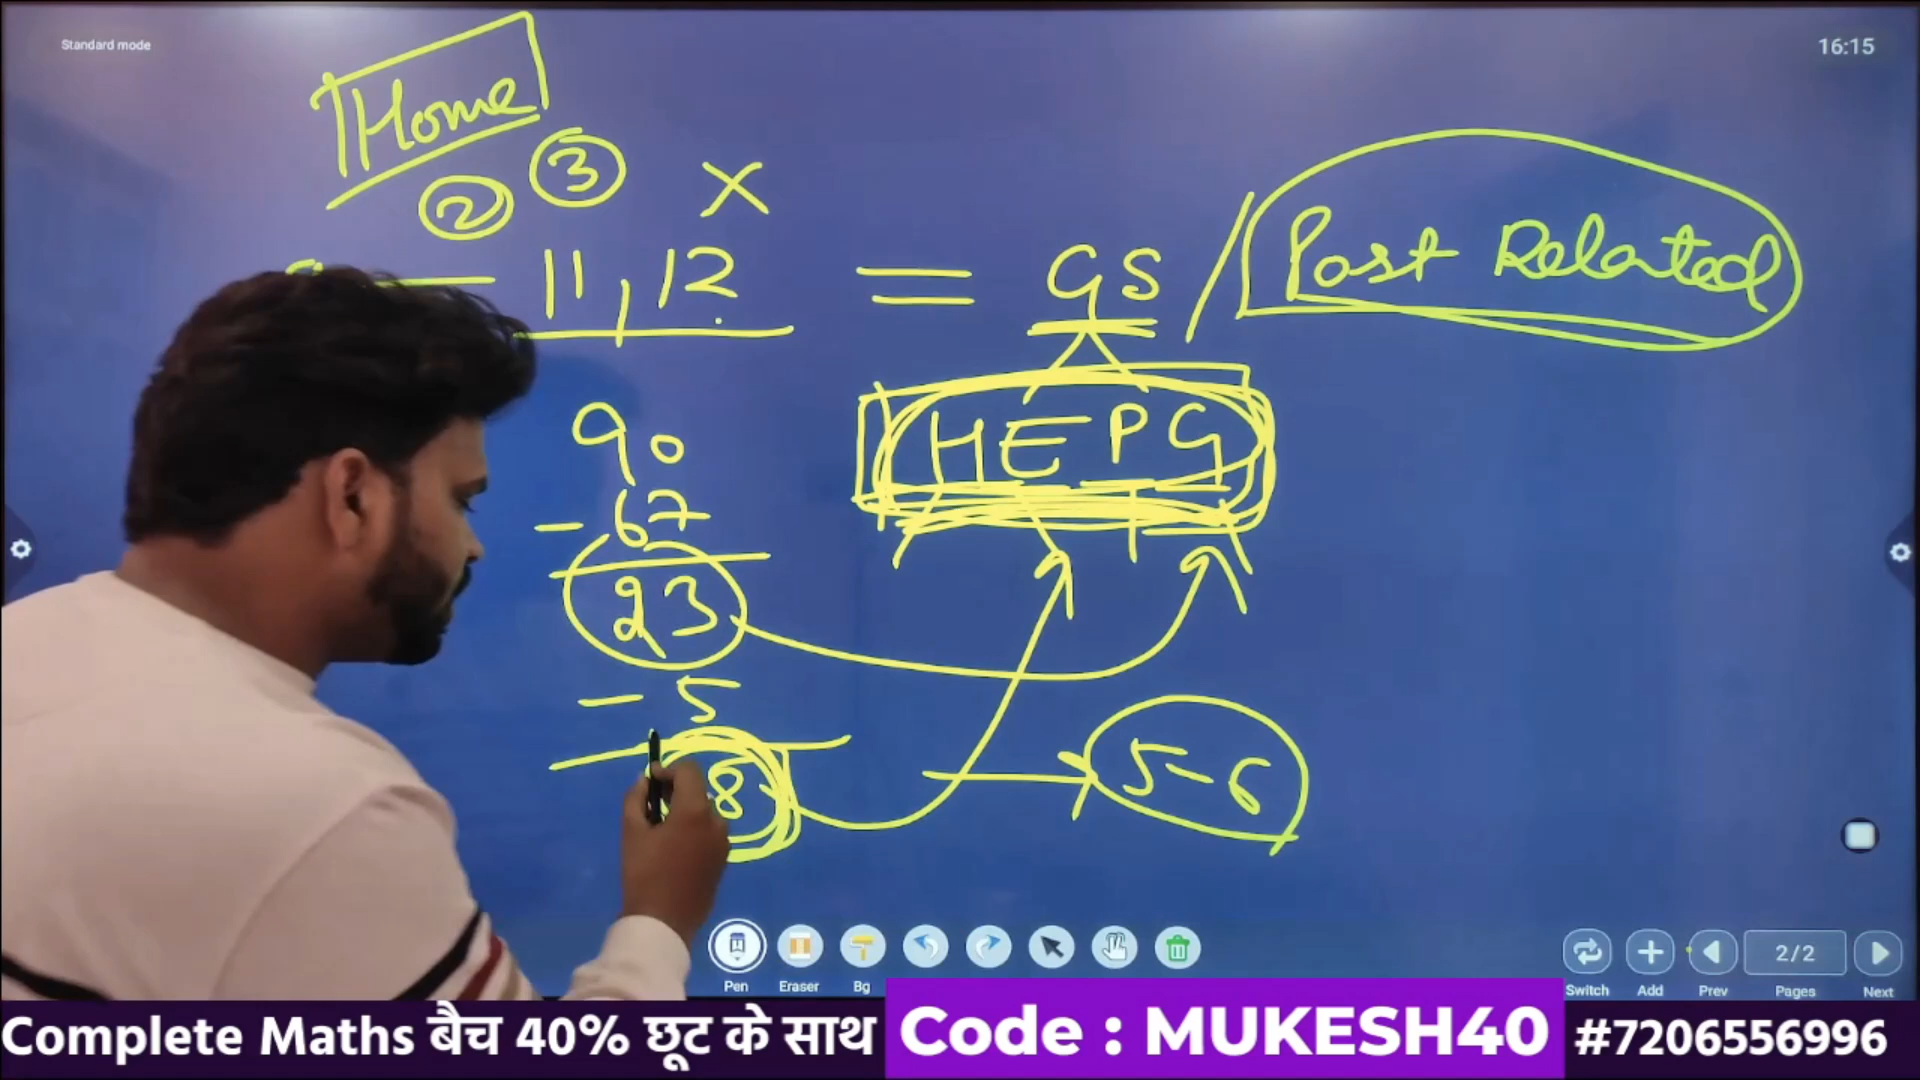 Standard mode
16:15
Home
2 3 X
11, 12 = GS / Post Related
HEPG
90
- 67
23
- 5
8
5-6
Pen Eraser Bg
Switch Add Prev 2/2 Pages Next
Complete Maths बैच 40% छूट के साथ Code : MUKESH40 #7206556996